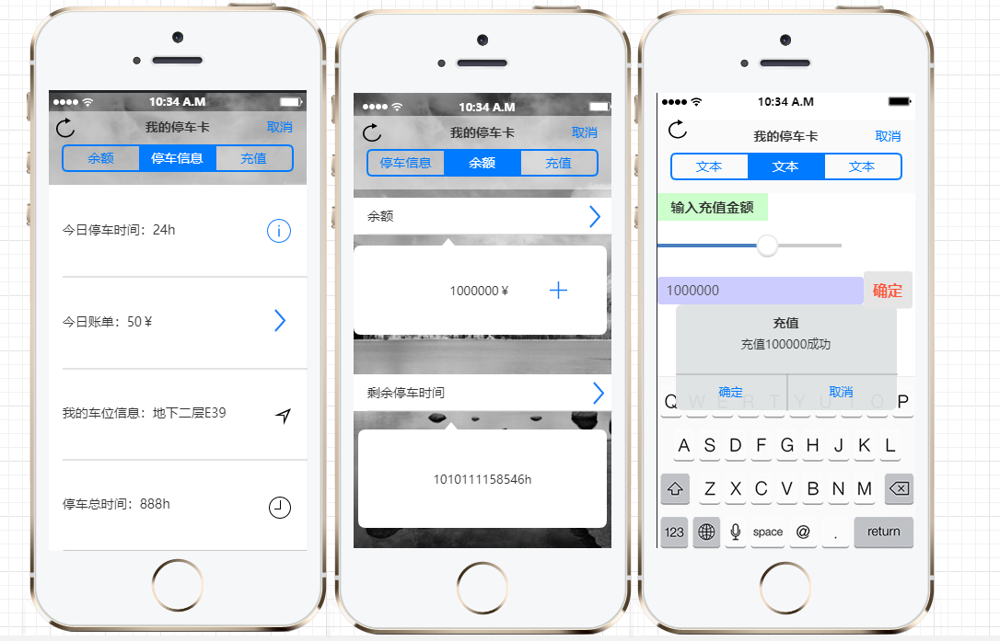 10:34 A.M
我的停车卡
取消
余额
停车信息
充值
今日停车时间：24h
今日账单：50￥
我的车位信息：地下二层E39
停车总时间：888h
10:34 A.M
我的停车卡
取消
停车信息
余额
充值
余额
1000000￥
剩余停车时间
1010111158546h
10:34 A.M
我的停车卡
取消
文本
文本
文本
输入充值金额
1000000
确定
充值
充值100000成功
确定
取消
Q W E R T Y U I O P
A S D F G H J K L
Z X C V B N M
123 space @ . return